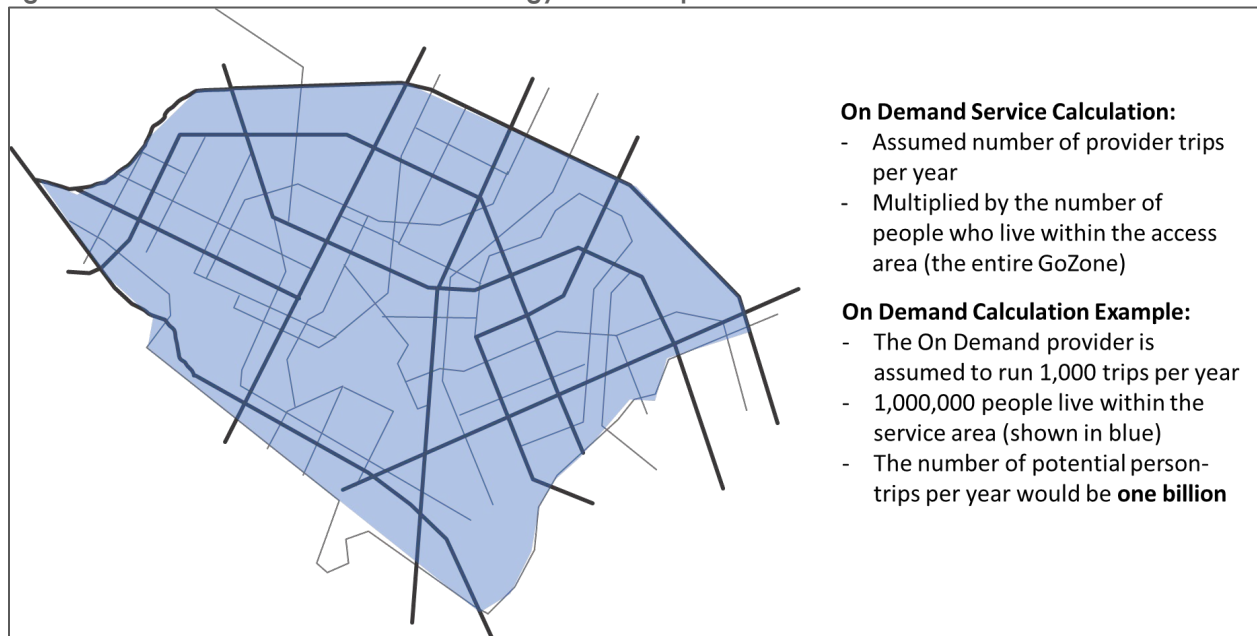 On Demand Service Calculation:
- Assumed number of provider trips
per year
- Multiplied by the number of
people who live within the access
area (the entire GoZone)
On Demand Calculation Example:
- The On Demand provider is
assumed to run 1,000 trips per year
- 1,000,000 people live within the
service area (shown in blue)
- The number of potential person-
trips per year would be one billion